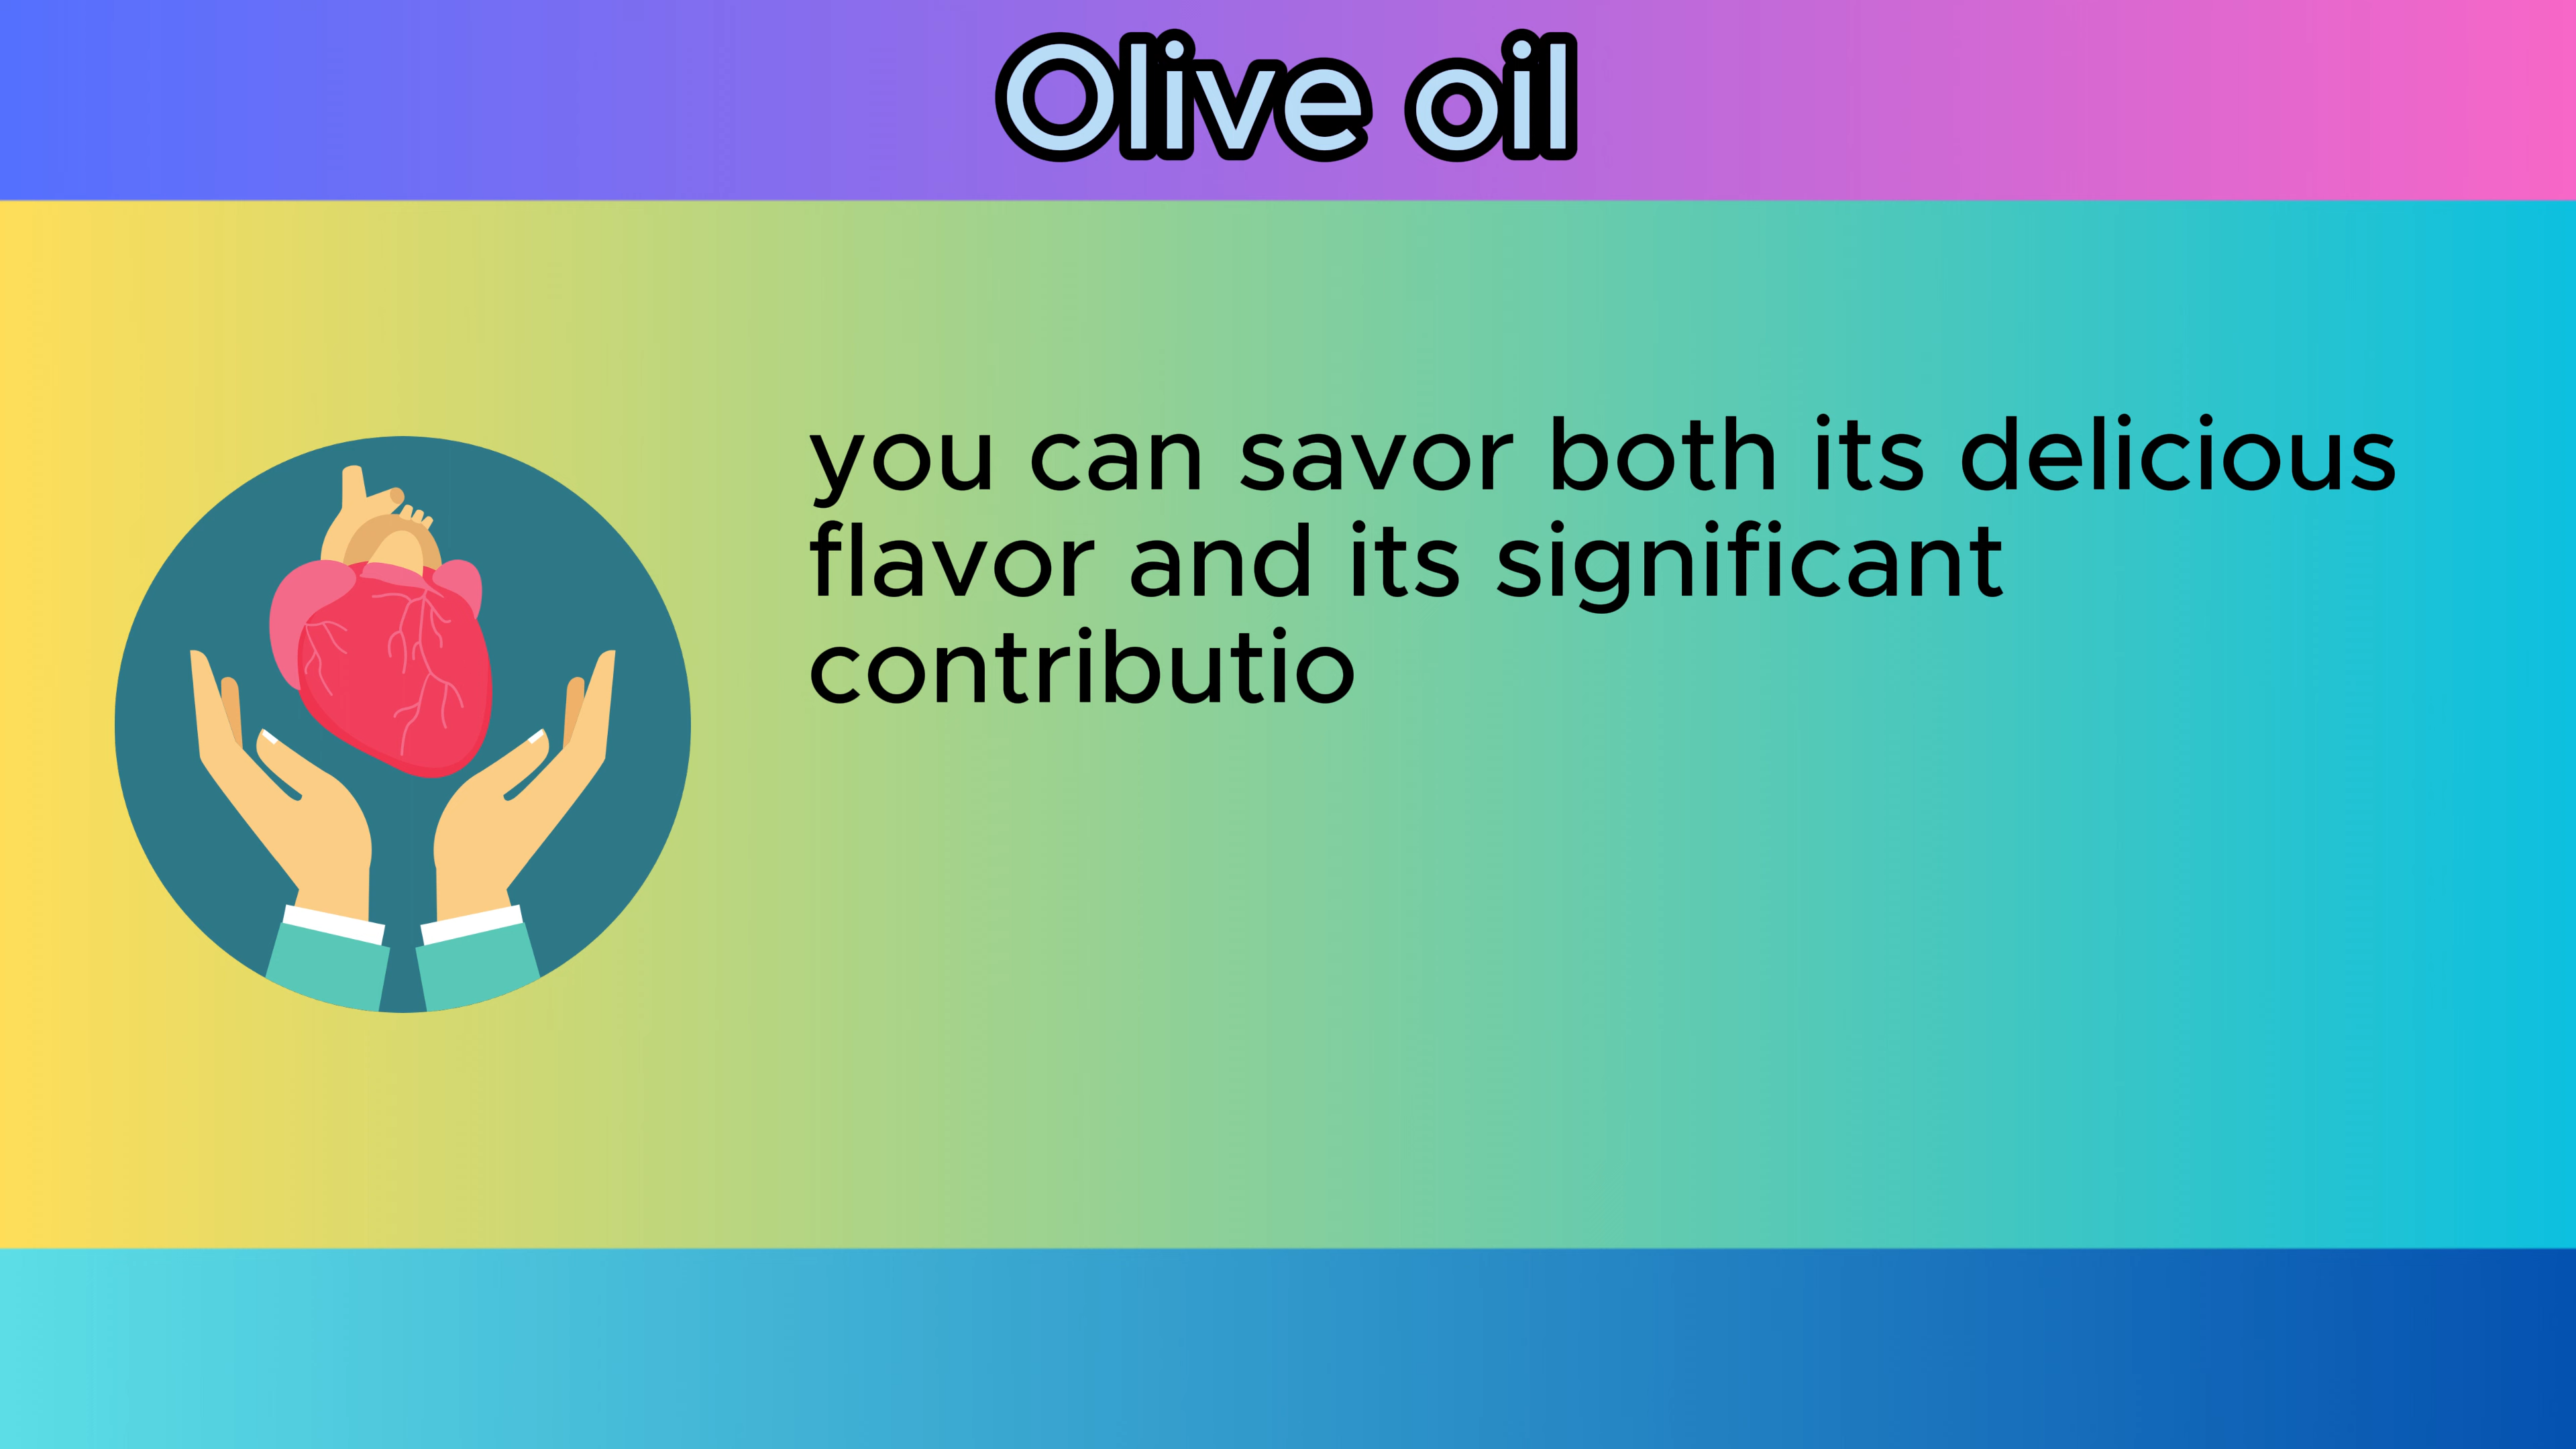 Olive oil
you can savor both its delicious
flavor and its significant
contributio